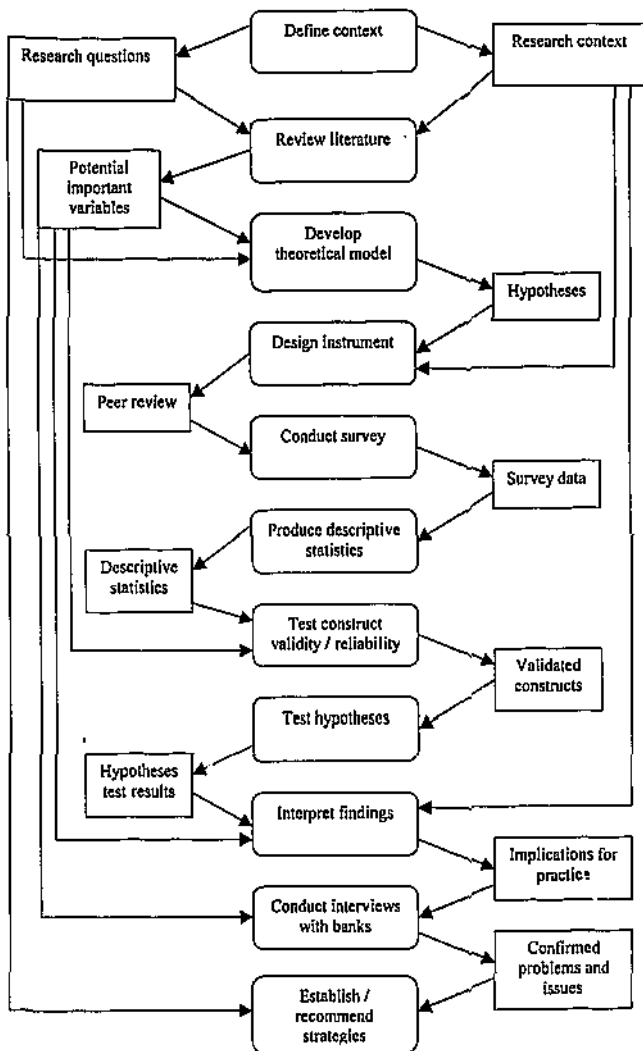 Define context
Research questions
Research context
Review literature
Potential
important
variables
Develop
theoretical model
Hypotheses
Design instrument
Peer review
Conduct survey
Survey data
Produce descriptive
statistics
Descriptive
statistics
Test construct
validity / reliability
Validated
constructs
Test hypotheses
Hypotheses
test results
Interpret findings
Implications for
practice
Conduct interviews
with banks
Confirmed
problems and
issues
Establish /
recommend
strategies